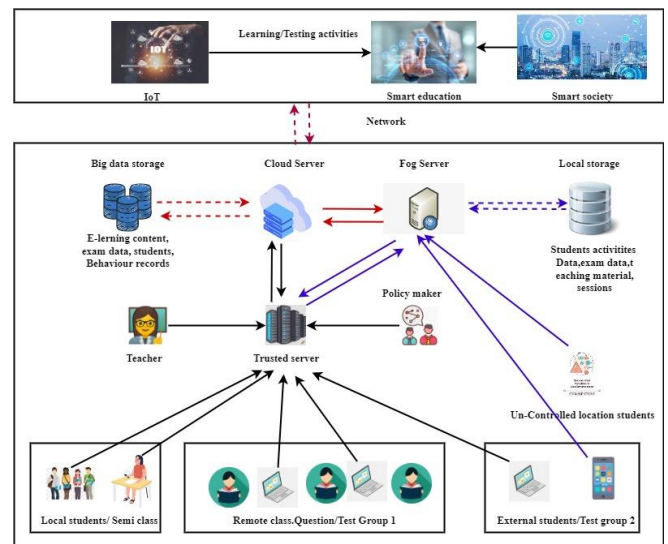 Learning/Testing activities
IOT
IoT
Smart education
Smart society
Network
Big data storage
Cloud Server
Fog Server
Local storage
E-lerning content,
exam data, students,
Behaviour records
Students activitites
Data,exam data,t
eaching material,
sessions
Policy maker
Teacher
Trusted server
Un-Controlled location students
Local students/ Semi class
Remote class.Question/Test Group 1
External students/Test group 2